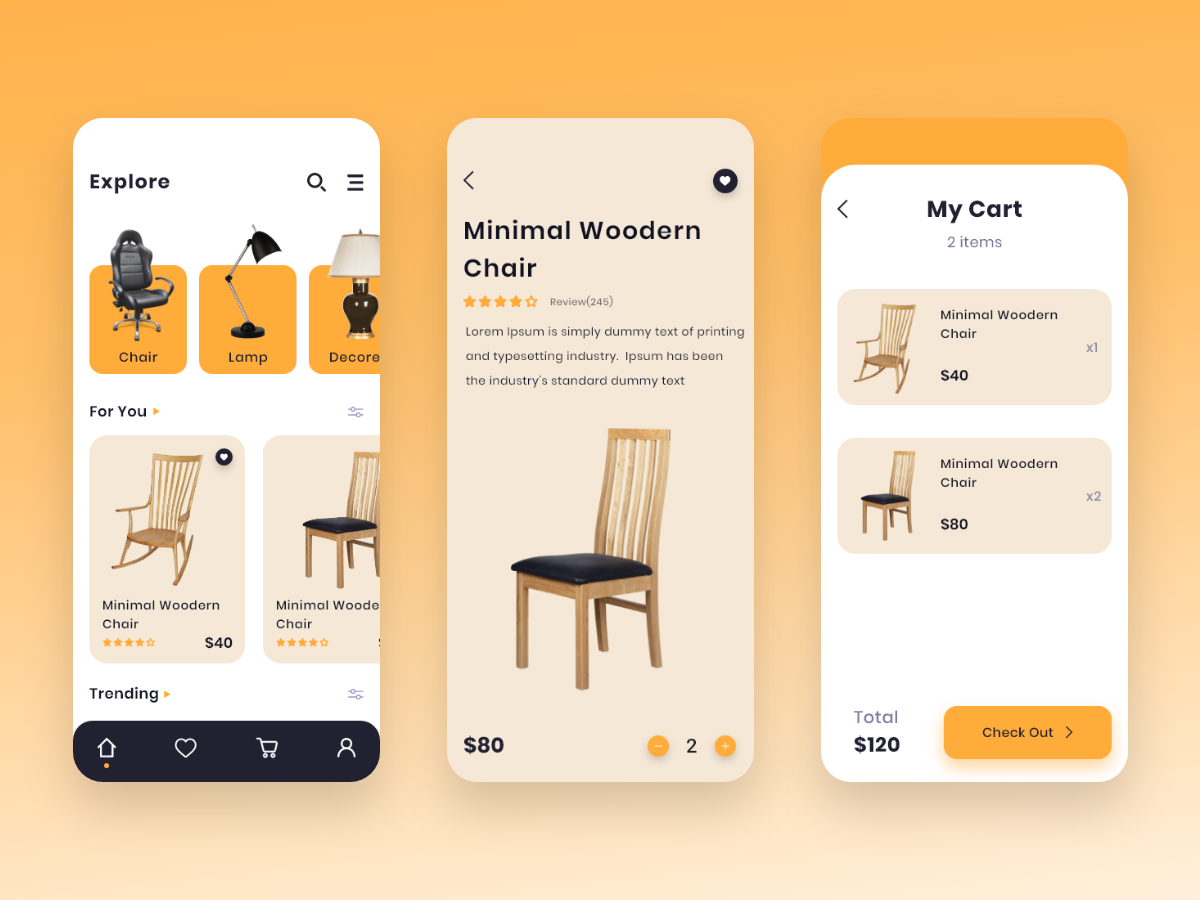 Explore
Chair
Lamp
Decore
For You
Minimal Woodern
Chair
$40
Minimal Woode
Chair
Trending
Minimal Woodern
Chair
Review(245)
Lorem Ipsum is simply dummy text of printing
and typesetting industry.  Ipsum has been
the industry's standard dummy text
$80
2
My Cart
2 items
Minimal Woodern
Chair
x1
$40
Minimal Woodern
Chair
x2
$80
Total
$120
Check Out